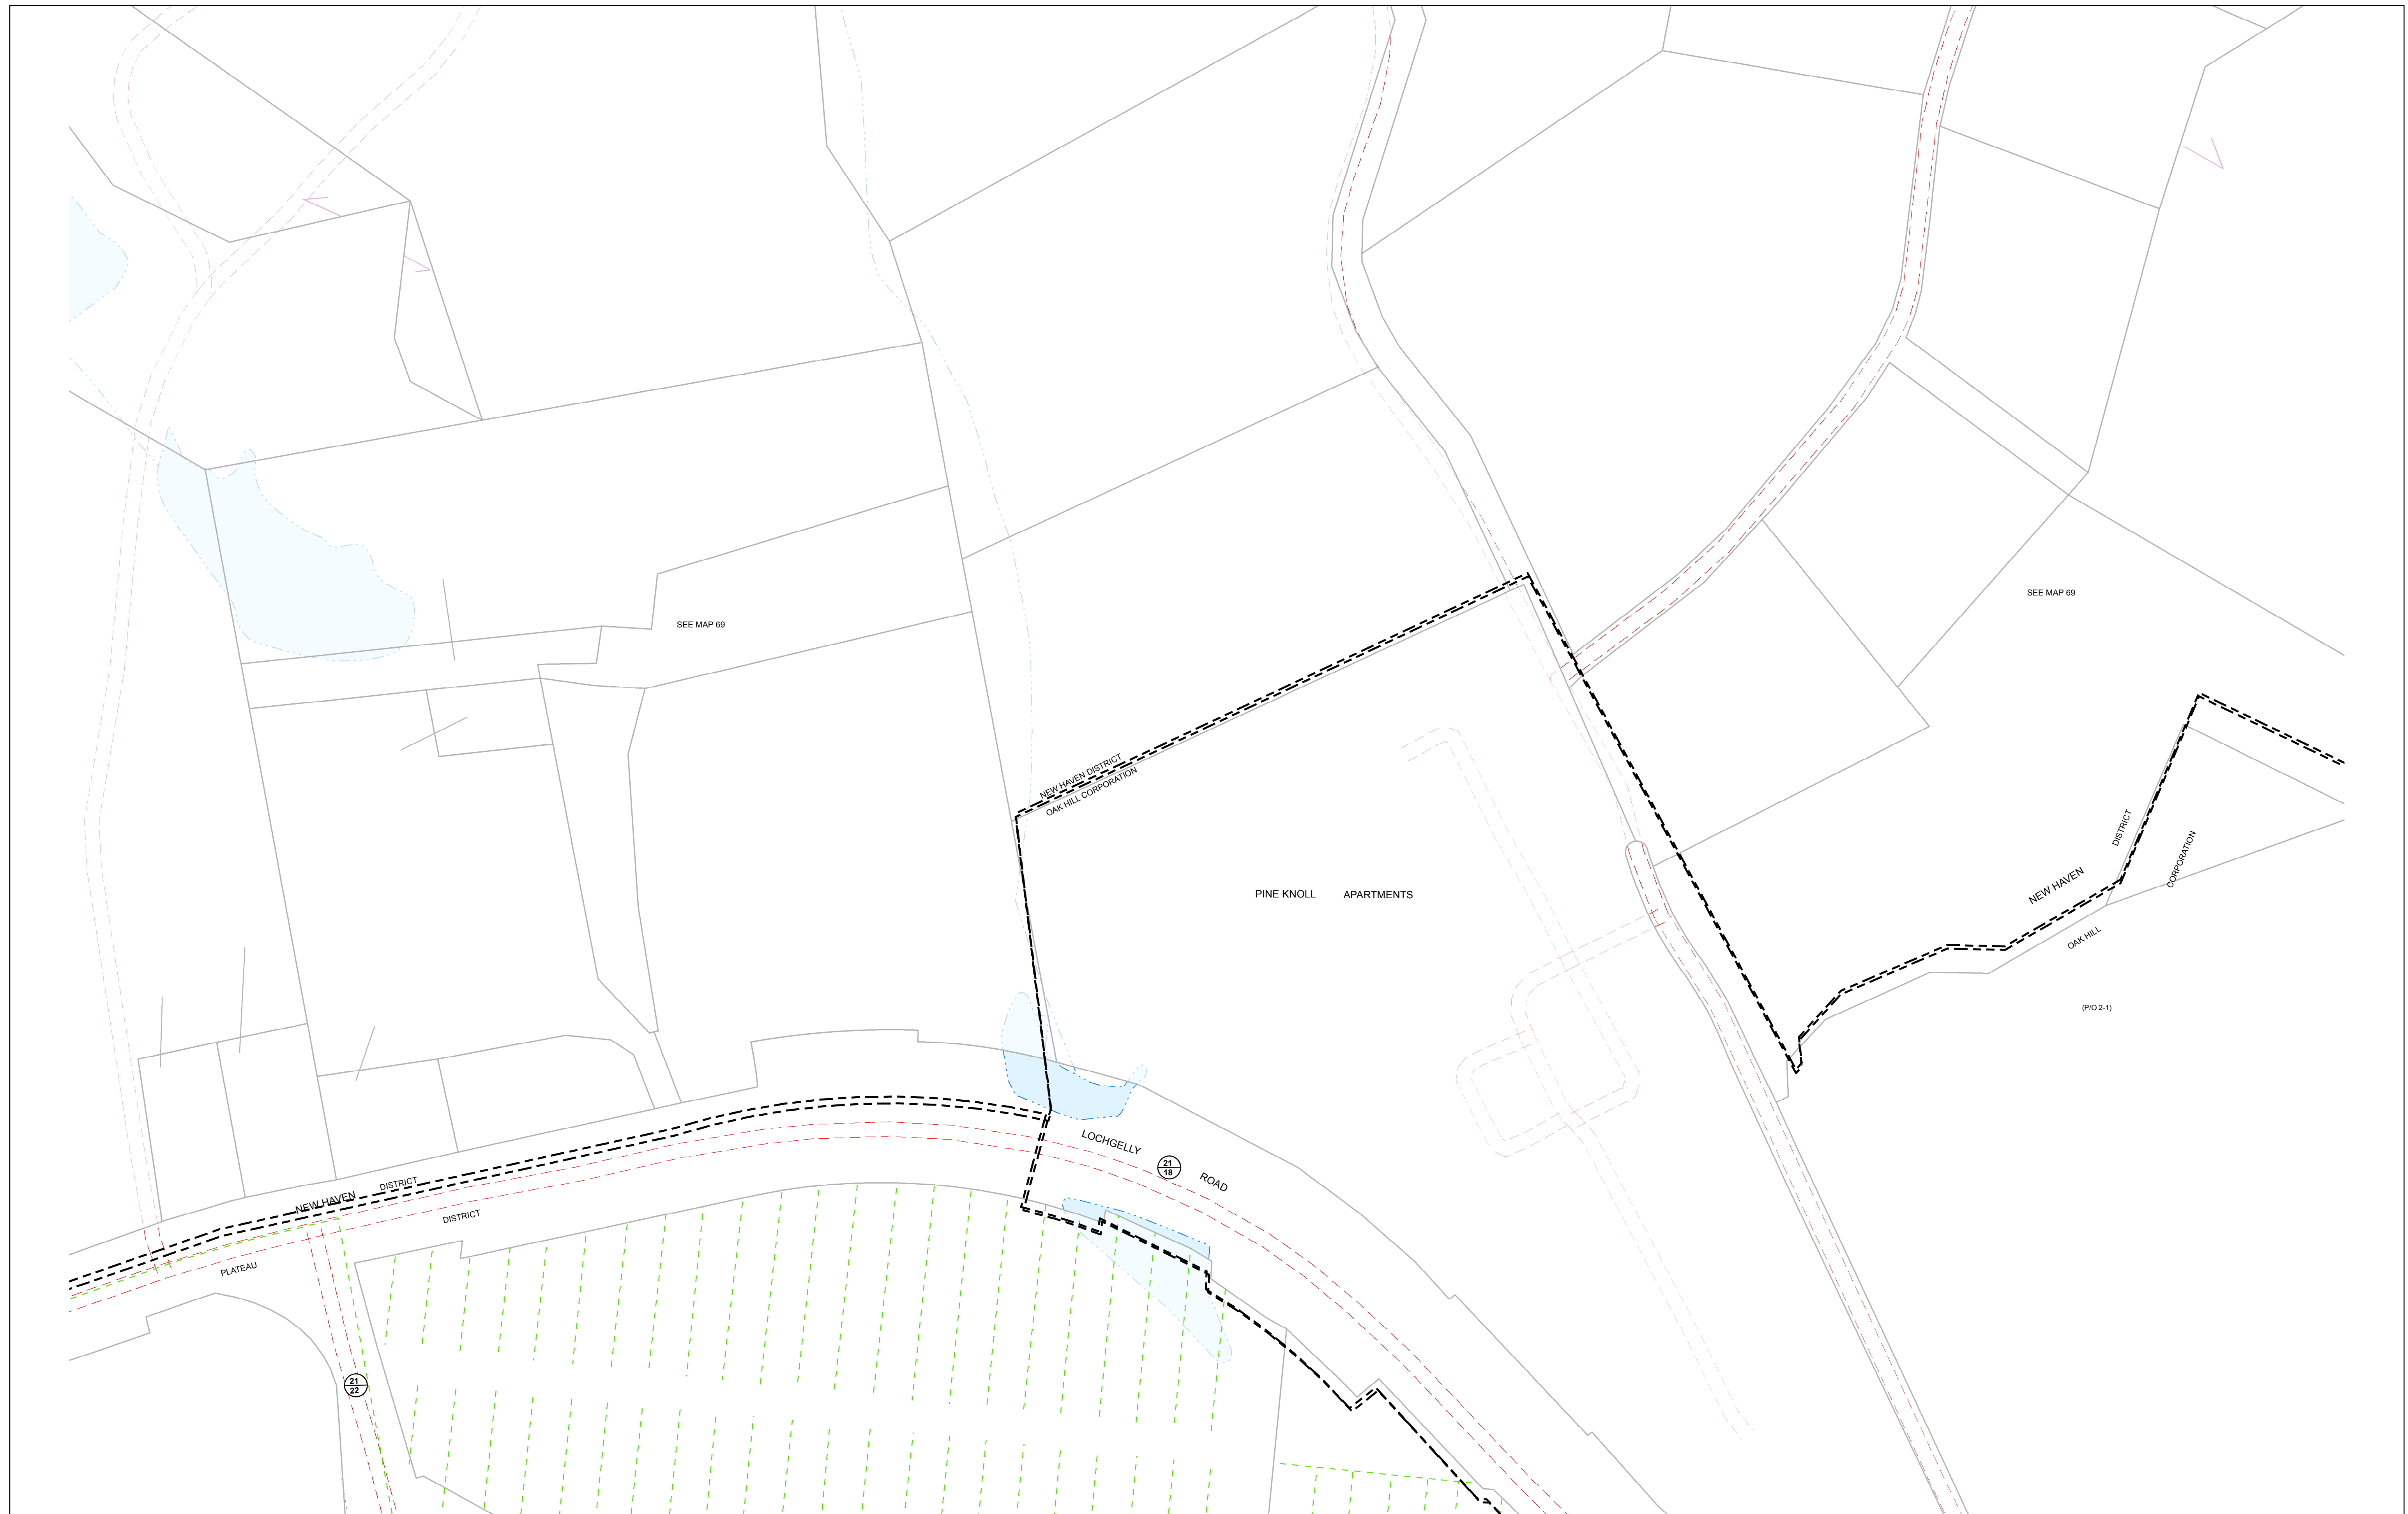 SEE MAP 69
SEE MAP 69
NEW HAVEN DISTRICT
OAK HILL CORPORATION
DISTRICT
CORPORATION
NEW HAVEN
OAK HILL
PINE KNOLL APARTMENTS
(P/O 2-1)
LOCHGELLY ROAD
21
18
NEW HAVEN DISTRICT
PLATEAU DISTRICT
21
22